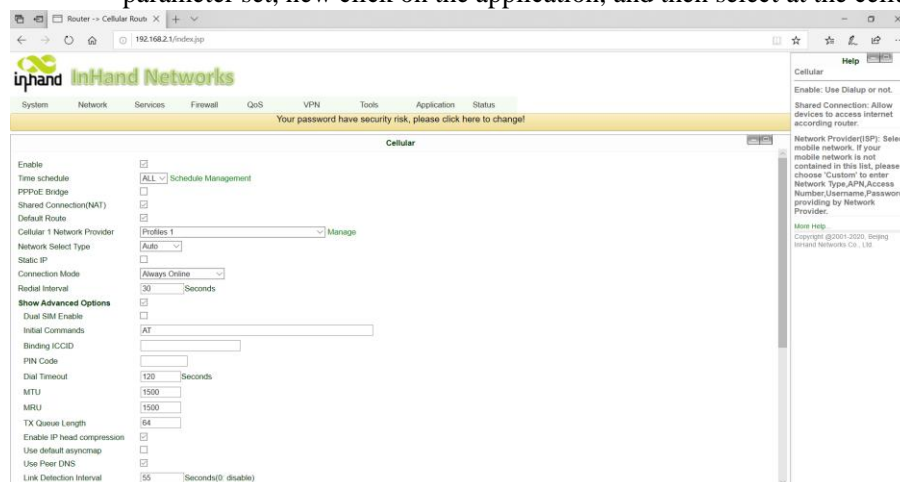 parameter set, new click on the application, and then select at the
Router -> Cellular Rout
192.168.2.1/index.jsp
inhand InHand Networks
System Network Services Firewall QoS VPN Tools Application Status
Your password have security risk, please click here to change!
Cellular
Enable
Time schedule ALL Schedule Management
PPPoE Bridge
Shared Connection(NAT)
Default Route
Cellular 1 Network Provider Profiles 1 Manage
Network Select Type Auto
Static IP
Connection Mode Always Online
Redial Interval 30 Seconds
Show Advanced Options
Dual SIM Enable
Initial Commands AT
Binding ICCID
PIN Code
Dial Timeout 120 Seconds
MTU 1500
MRU 1500
TX Queue Length 64
Enable IP head compression
Use default asyncmap
Use Peer DNS
Link Detection Interval 55 Seconds(0: disable)
Help
Cellular
Enable: Use Dialup or not.
Shared Connection: Allow
devices to access internet
according router.
Network Provider(ISP): Selec
mobile network. If your
mobile network is not
contained in this list, please
choose 'Custom' to enter
Network Type,APN,Access
Number,Username,Passwor
providing by Network
Provider.
More Help...
Copyright @2001-2020, Beijing
InHand Networks Co., Ltd.